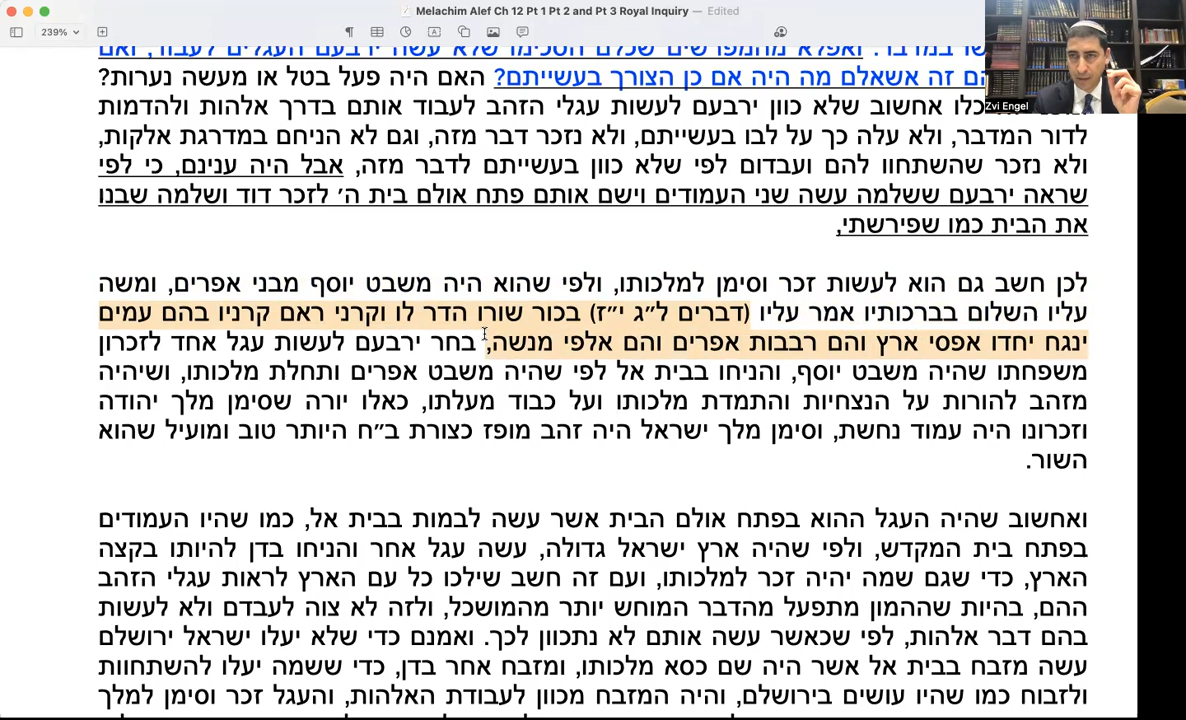 Melachim Alef Ch 12 Pt 1 Pt 2 and Pt 3 Royal Inquiry — Edited
239%
Zvi Engel
במדבר. ואפלא מהמפרשים שכלם הסכימו שלא עשה ירבעם העגלים לעבוד, ואם
זה אשאלם מה היה אם כן הצורך בעשייתם? האם היה פעל בטל או מעשה נערות?
כלו אחשוב שלא כוון ירבעם לעשות עגלי הזהב לעבוד אותם בדרך אלהות ולהדמות
לדור המדבר, ולא עלה כך על לבו בעשייתם, ולא נזכר דבר מזה, וגם לא הניחם במדרגת אלקות,
ולא נזכר שהשתחוו להם ועבדום לפי שלא כוון בעשייתם לדבר מזה, אבל היה ענינם, כי לפי
שראה ירבעם ששלמה עשה שני העמודים וישם אותם פתח אולם בית ה׳ לזכר דוד ושלמה שבנו
את הבית כמו שפירשתי,
לכן חשב גם הוא לעשות זכר וסימן למלכותו, ולפי שהוא היה משבט יוסף מבני אפרים, ומשה
עליו השלום בברכותיו אמר עליו (דברים ל״ג י״ז) בכור שורו הדר לו וקרני ראם קרניו בהם עמים
ינגח יחדו אפסי ארץ והם רבבות אפרים והם אלפי מנשה, בחר ירבעם לעשות עגל אחד לזכרון
משפחתו שהיה משבט יוסף, והניחו בבית אל לפי שהיה משבט אפרים ותחלת מלכותו, ושיהיה
מזהב להורות על הנצחיות והתמדת מלכותו ועל כבוד מעלתו, כאלו יורה שסימן מלך יהודה
וזכרונו היה עמוד נחשת, וסימן מלך ישראל היה זהב מופז כצורת ב״ח היותר טוב ומועיל שהוא
השור.
ואחשוב שהיה העגל ההוא בפתח אולם הבית אשר עשה לבמות בבית אל, כמו שהיו העמודים
בפתח בית המקדש, ולפי שהיה ארץ ישראל גדולה, עשה עגל אחר והניחו בדן להיותו בקצה
הארץ, כדי שגם שמה יהיה זכר למלכותו, ועם זה חשב שילכו כל עם הארץ לראות עגלי הזהב
ההם, בהיות שההמון מתפעל מהדבר המוחש יותר מהמושכל, ולזה לא צוה לעבדם ולא לעשות
בהם דבר אלהות, לפי שכאשר עשה אותם לא נתכוון לכך. ואמנם כדי שלא יעלו ישראל ירושלם
עשה מזבח בבית אל אשר היה שם כסא מלכותו, ומזבח אחר בדן, כדי ששמה יעלו להשתחוות
ולזבוח כמו שהיו עושים בירושלם, והיה המזבח מכוון לעבודת האלהות, והעגל זכר וסימן למלך